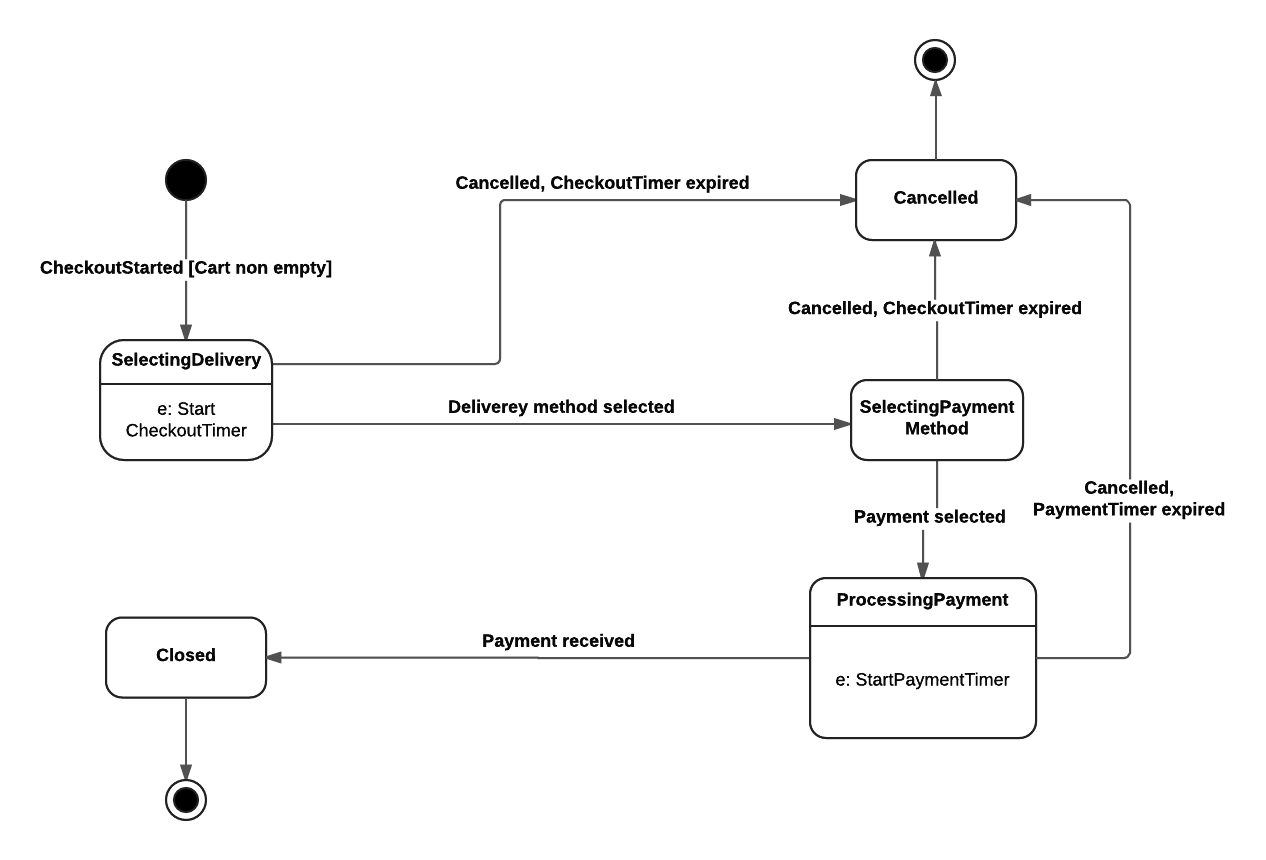 Cancelled, CheckoutTimer expired
Cancelled
CheckoutStarted [Cart non empty]
Cancelled, CheckoutTimer expired
SelectingDelivery
e: Start
CheckoutTimer
Deliverey method selected
SelectingPayment
Method
Cancelled,
PaymentTimer expired
Payment selected
ProcessingPayment
e: StartPaymentTimer
Payment received
Closed